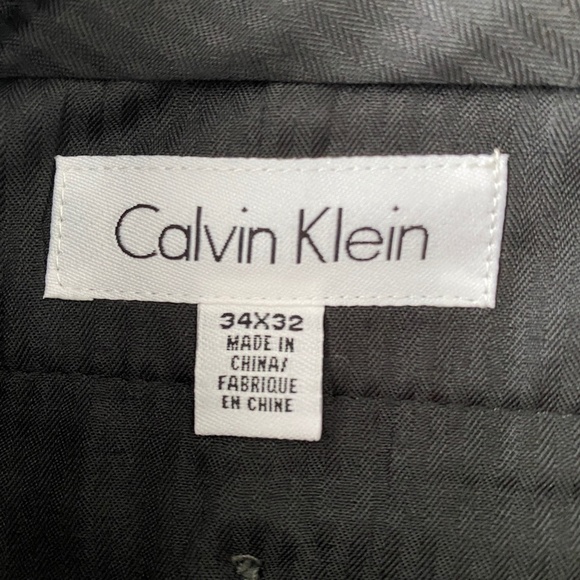 Calvin Klein
34X32
MADE IN
CHINA/
FABRIQUE
EN CHINE